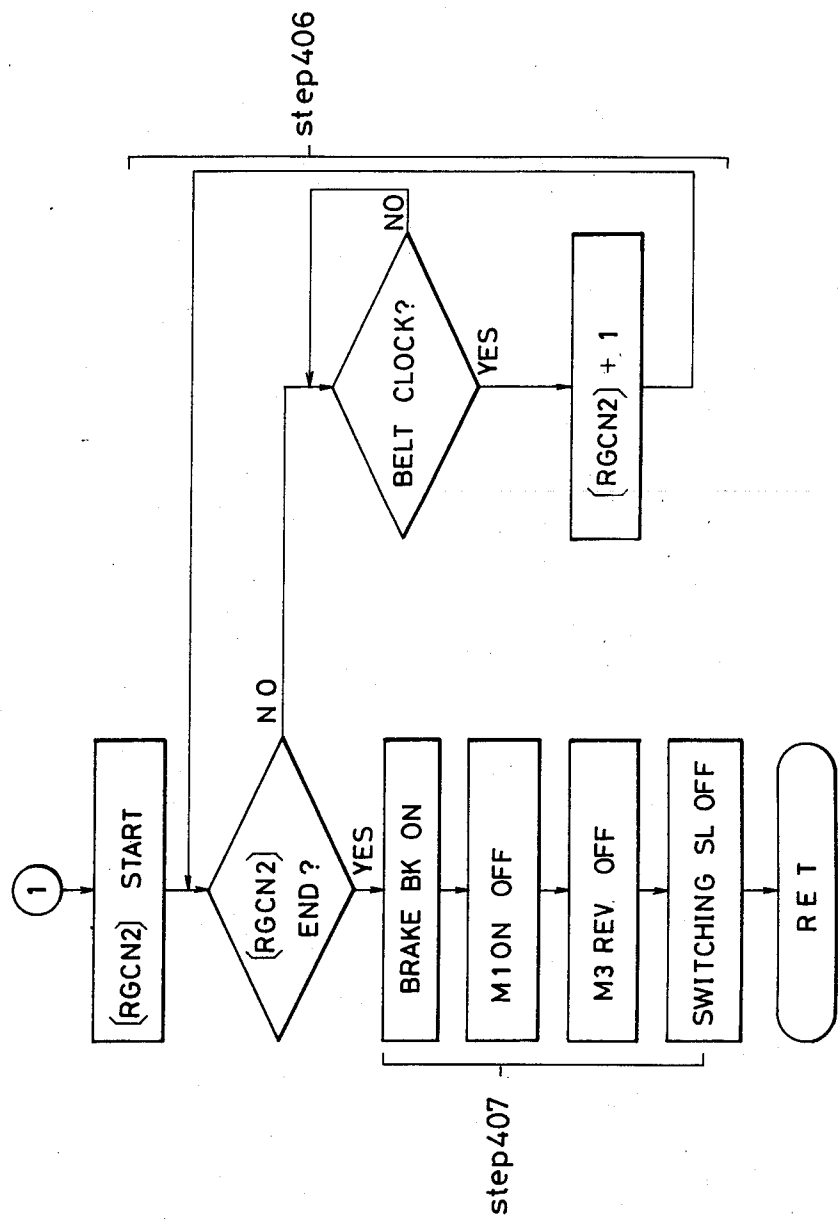 1
[RGCN2] START
[RGCN2]
END?
NO
YES
BRAKE BK ON
M1ON OFF
M3 REV. OFF
SWITCHING SL OFF
RET
step407
BELT CLOCK?
NO
YES
[RGCN2] + 1
step406